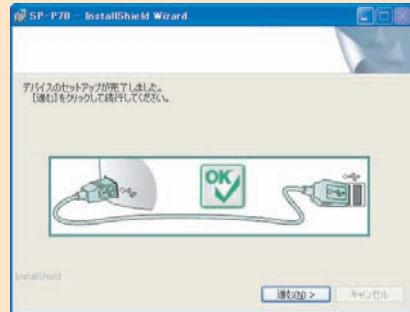 SP-P70 - InstallShield Wizard
デバイスのセットアップが完了しました。
[進む]をクリックして続行してください。
OK
InstallShield
進む(N) >
キャンセル